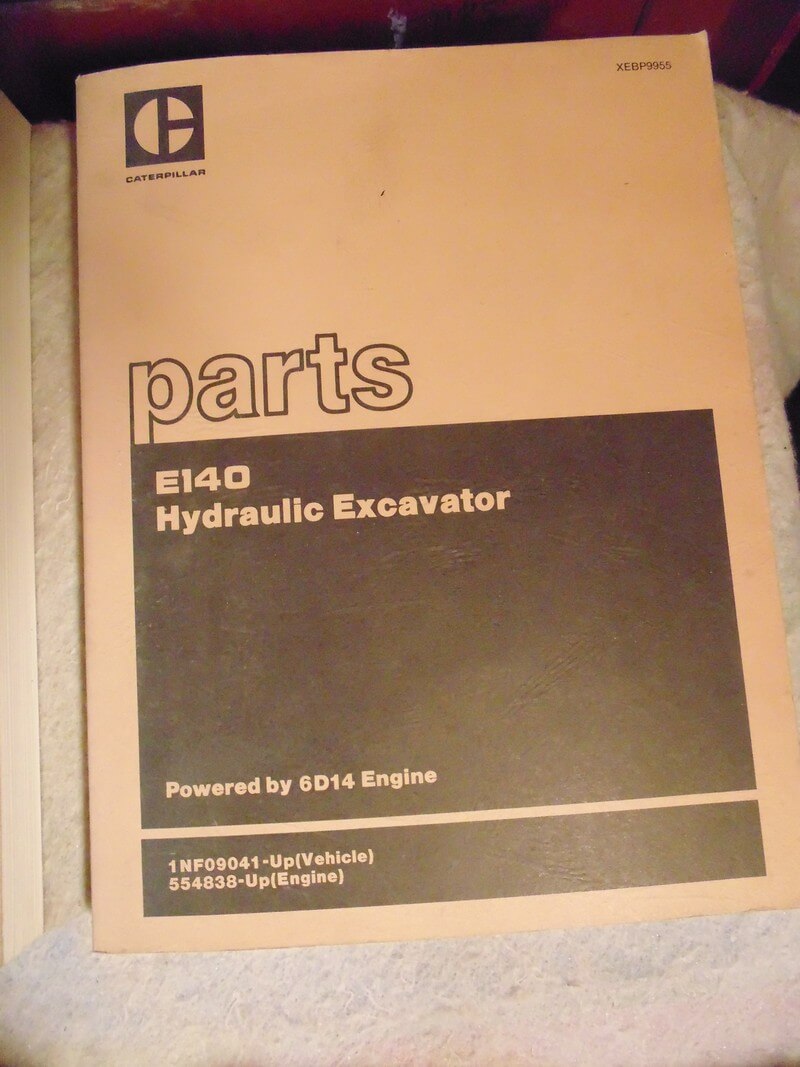 XEBP9955
CATERPILLAR
parts
E140
Hydraulic Excavator
Powered by 6D14 Engine
1NF09041-Up(Vehicle)
554838-Up(Engine)